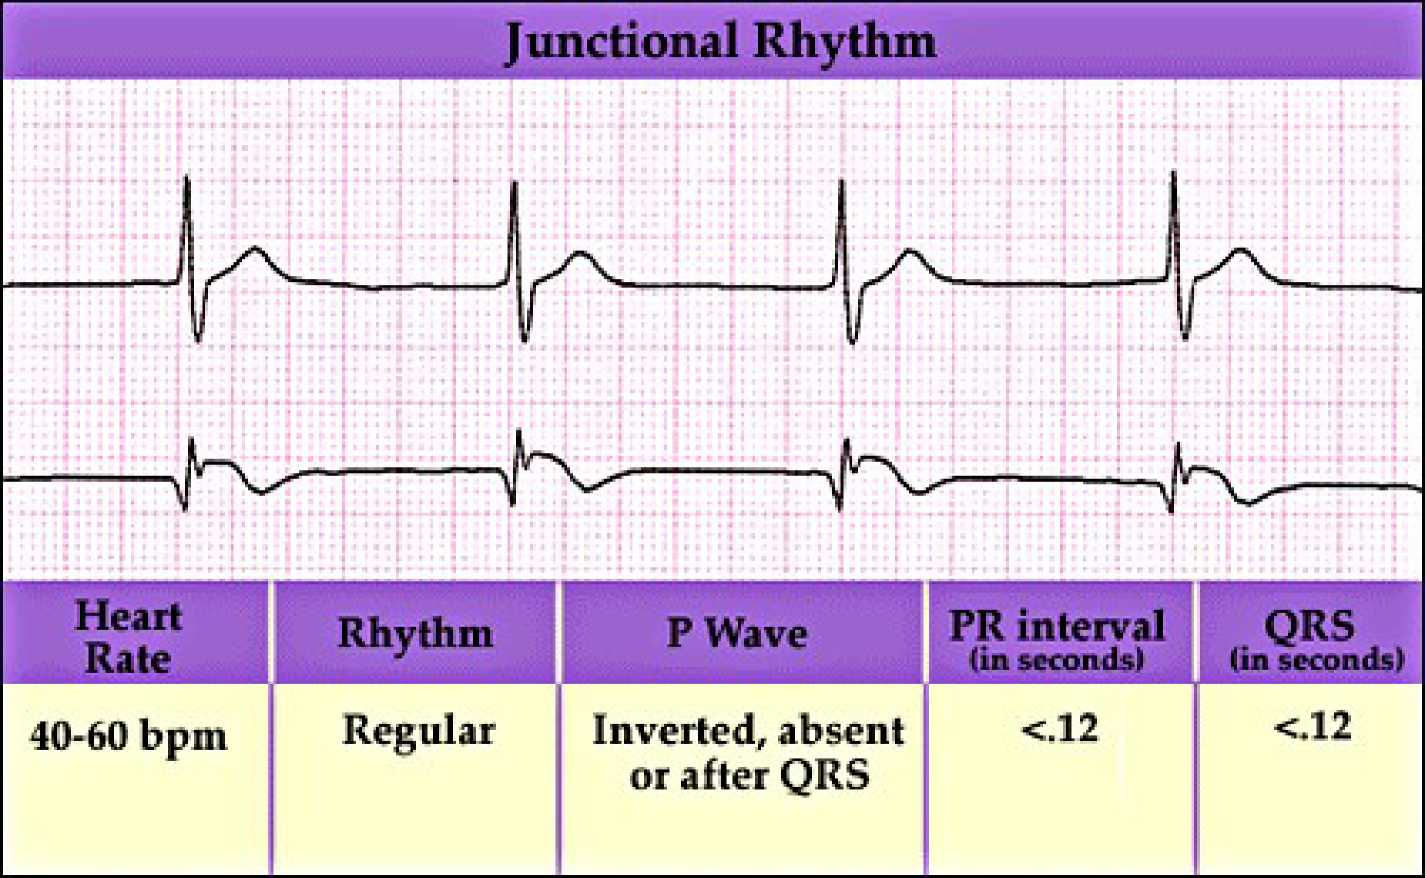 Junctional Rhythm
Heart
Rate
Rhythm
P Wave
PR interval
(in seconds)
QRS
(in seconds)
40-60 bpm
Regular
Inverted, absent
or after QRS
<.12
<.12